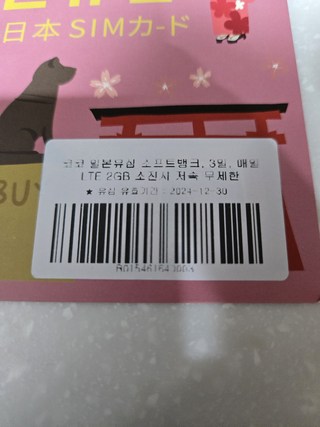 日本SIMカード
일본유심 소프트뱅크, 3일, 매일
LTE 2GB 소진시 저속 무제한
★ 유심 유효기간 : 2024-12-30
BUY